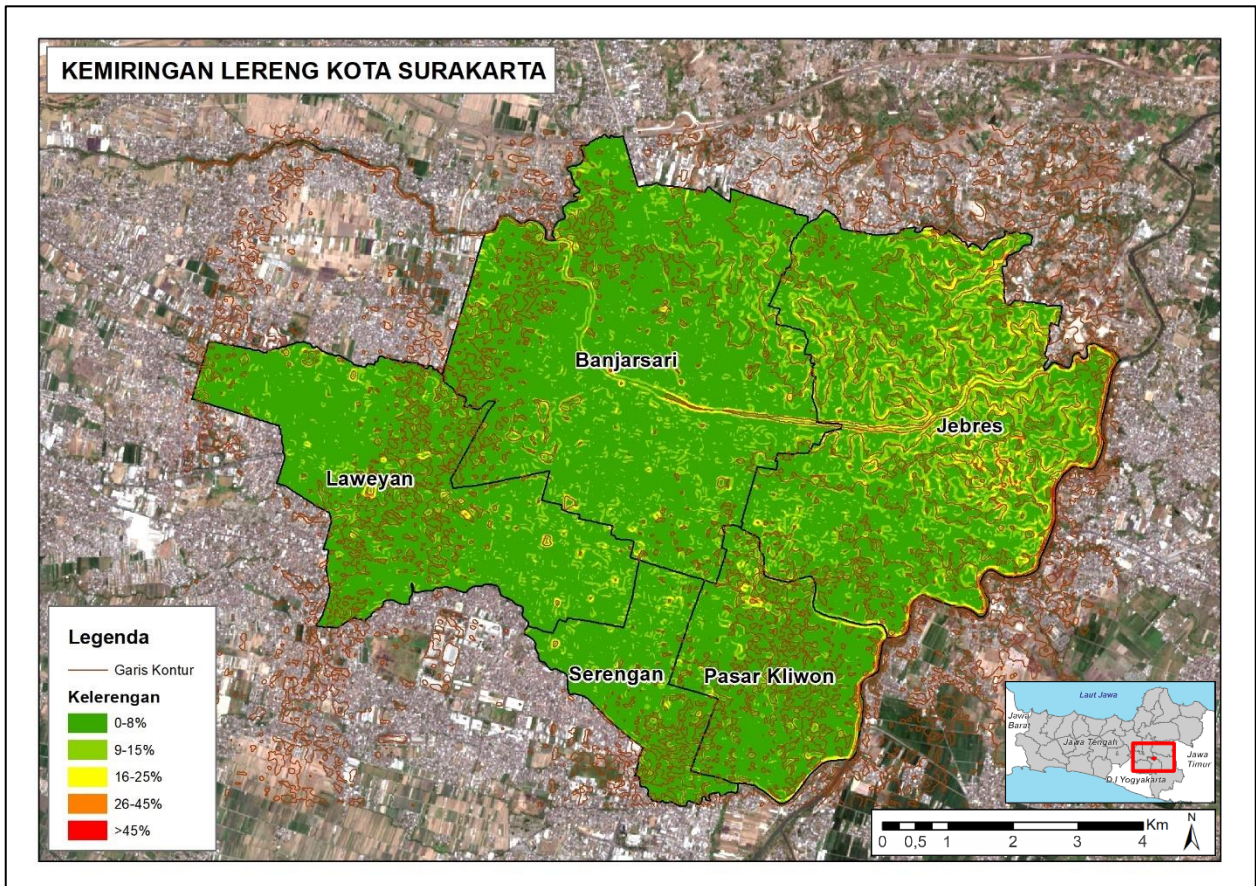 KEMIRINGAN LERENG KOTA SURAKARTA
Banjarsari
Jebres
Laweyan
Serengan
Pasar Kliwon
Legenda
Garis Kontur
Kelerengan
0-8%
9-15%
16-25%
26-45%
>45%
Laut Jawa
Jawa
Barat
Jawa Tengah
Jawa
Timur
D.I Yogyakarta
Km
0 0,5 1 2 3 4
N